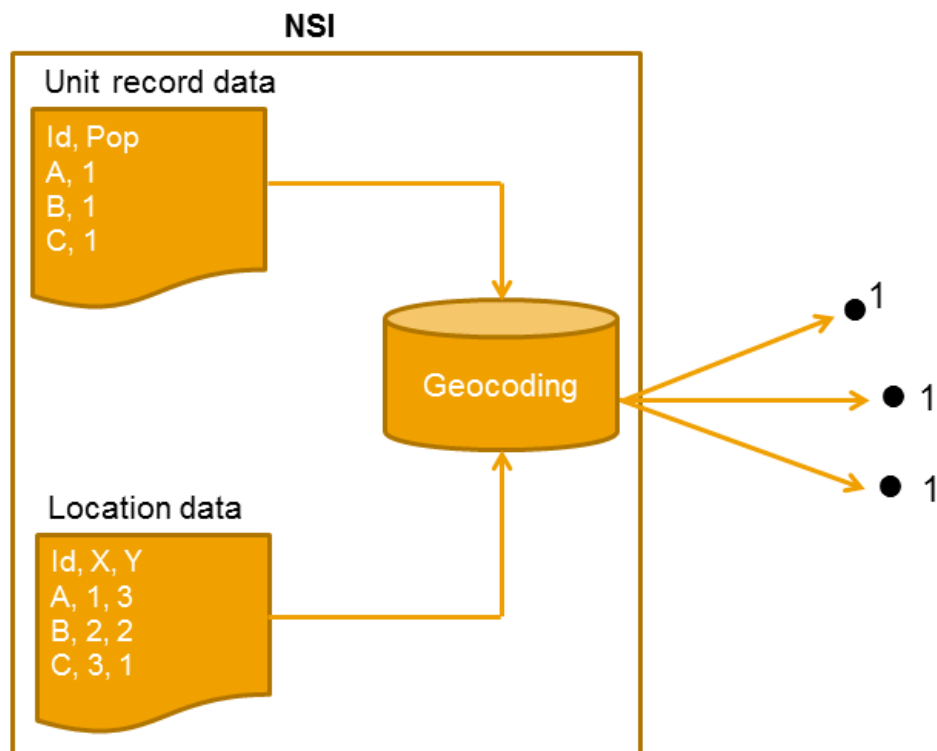 NSI
Unit record data
Id, Pop
A, 1
B, 1
C, 1
Geocoding
1
1
1
Location data
Id, X, Y
A, 1, 3
B, 2, 2
C, 3, 1